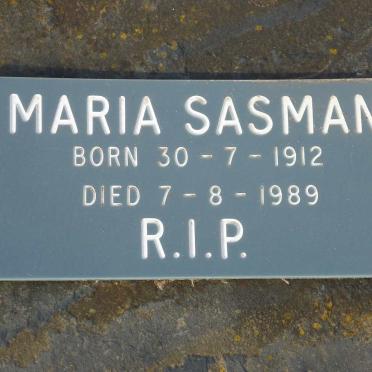 MARIA SASMAN
BORN 30-7-1912
DIED 7-8-1989
R.I.P.